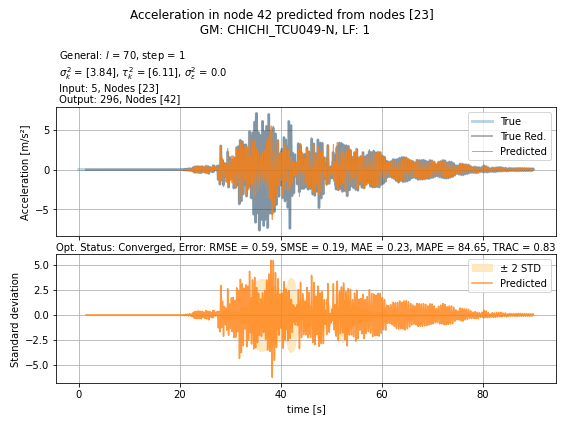 Acceleration in node 42 predicted from nodes [23]
GM: CHICHI_TCU049-N, LF: 1
General: l = 70, step = 1
σ²ₖ = [3.84], τ²ₖ = [6.11], σ²_ε = 0.0
Input: 5, Nodes [23]
Output: 296, Nodes [42]
Acceleration [m/s²]
5
0
−5
True
True Red.
Predicted
Opt. Status: Converged, Error: RMSE = 0.59, SMSE = 0.19, MAE = 0.23, MAPE = 84.65, TRAC = 0.83
Standard deviation
5.0
2.5
0.0
−2.5
−5.0
± 2 STD
Predicted
0 20 40 60 80
time [s]